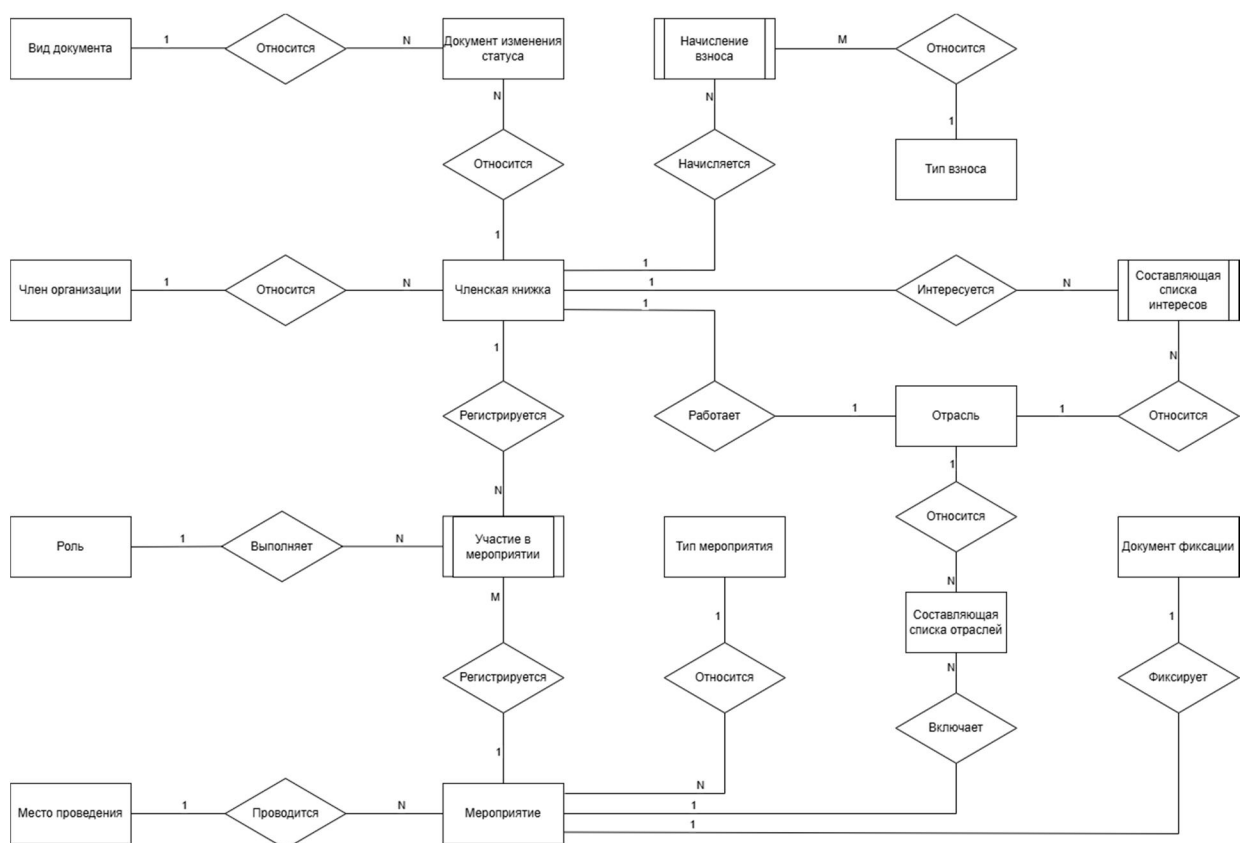 Вид документа
1
Относится
N
Документ изменения
статуса
Начисление
взноса
M
Относится
N
N
1
Относится
Начисляется
Тип взноса
1
1
Член организации
1
Относится
N
Членская книжка
1
Интересуется
N
Составляющая
списка
интересов
1
1
N
Регистрируется
Работает
1
Отрасль
1
Относится
1
N
Относится
Роль
1
Выполняет
N
Участие в
мероприятии
Тип мероприятия
Документ фиксации
N
M
1
1
Составляющая
списка отраслей
Регистрируется
Относится
N
Фиксирует
Включает
1
N
Место проведения
1
Проводится
N
Мероприятие
1
1